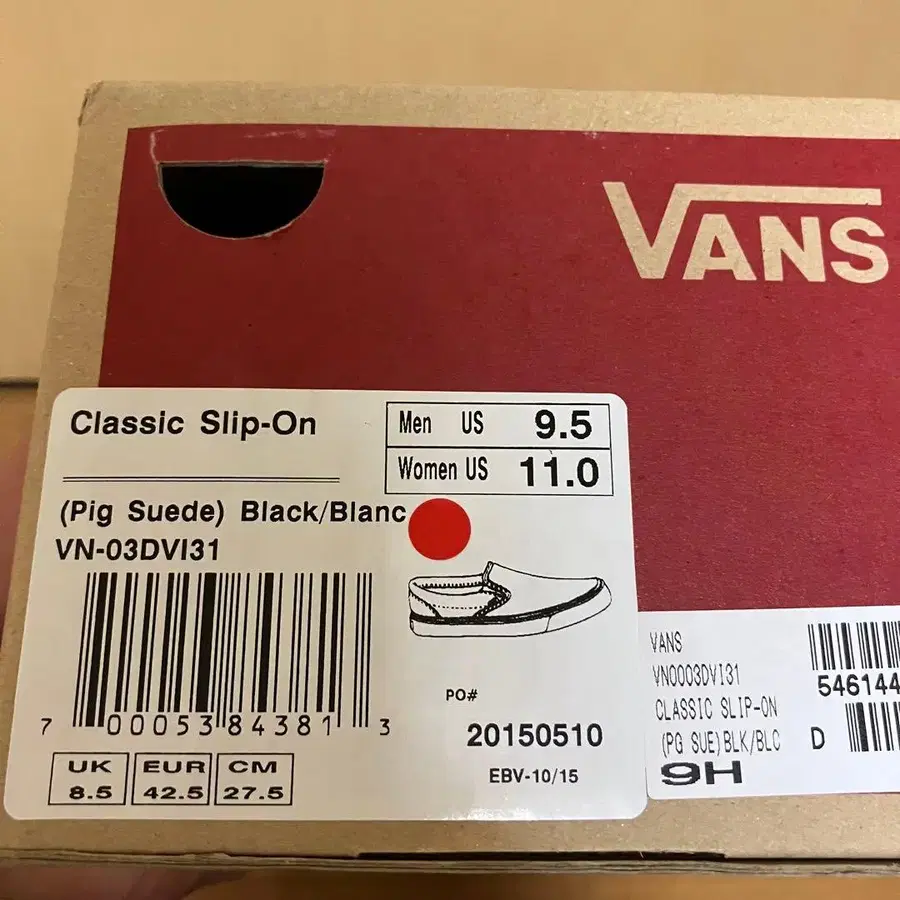 VANS
Classic Slip-On
Men US 9.5
Women US 11.0
(Pig Suede) Black/Blanc
VN-03DVI31
7 00053 84381 3
PO#
20150510
EBV-10/15
UK EUR CM
8.5 42.5 27.5
VANS
VN0003DVI31
CLASSIC SLIP-ON
(PG SUE)BLK/BLC
9H
546144
D